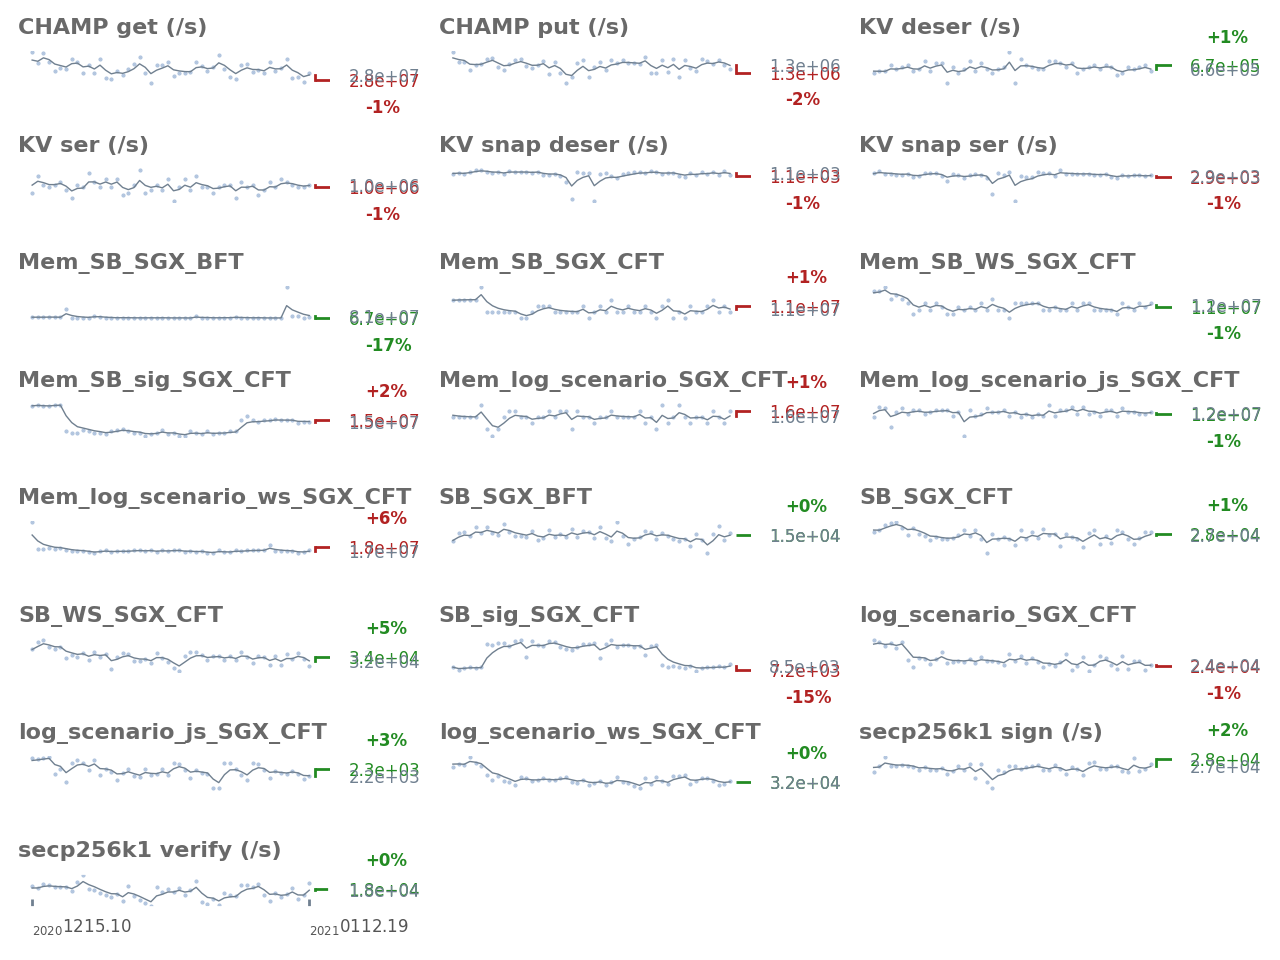 CHAMP get (/s)
2.8e+07
2.8e+07
-1%
CHAMP put (/s)
1.3e+06
1.3e+06
-2%
KV deser (/s)
+1%
6.7e+05
6.6e+05
KV ser (/s)
1.0e+06
1.0e+06
-1%
KV snap deser (/s)
1.1e+03
1.1e+03
-1%
KV snap ser (/s)
2.9e+03
2.9e+03
-1%
Mem_SB_SGX_BFT
6.7e+07
-17%
Mem_SB_SGX_CFT
+1%
1.1e+07
1.1e+07
Mem_SB_WS_SGX_CFT
1.2e+07
-1%
Mem_SB_sig_SGX_CFT
+2%
1.5e+07
1.5e+07
Mem_log_scenario_SGX_CFT
+1%
1.6e+07
1.6e+07
Mem_log_scenario_js_SGX_CFT
1.2e+07
-1%
Mem_log_scenario_ws_SGX_CFT
+6%
1.8e+07
1.7e+07
SB_SGX_BFT
+0%
1.5e+04
SB_SGX_CFT
+1%
2.8e+04
2.7e+04
SB_WS_SGX_CFT
+5%
3.4e+04
3.2e+04
SB_sig_SGX_CFT
8.5e+03
7.2e+03
-15%
log_scenario_SGX_CFT
2.4e+04
2.4e+04
-1%
log_scenario_js_SGX_CFT
+3%
2.3e+03
2.2e+03
log_scenario_ws_SGX_CFT
+0%
3.2e+04
secp256k1 sign (/s)
+2%
2.8e+04
2.7e+04
secp256k1 verify (/s)
+0%
1.8e+04
1.8e+04
2020 1215.10
2021 0112.19